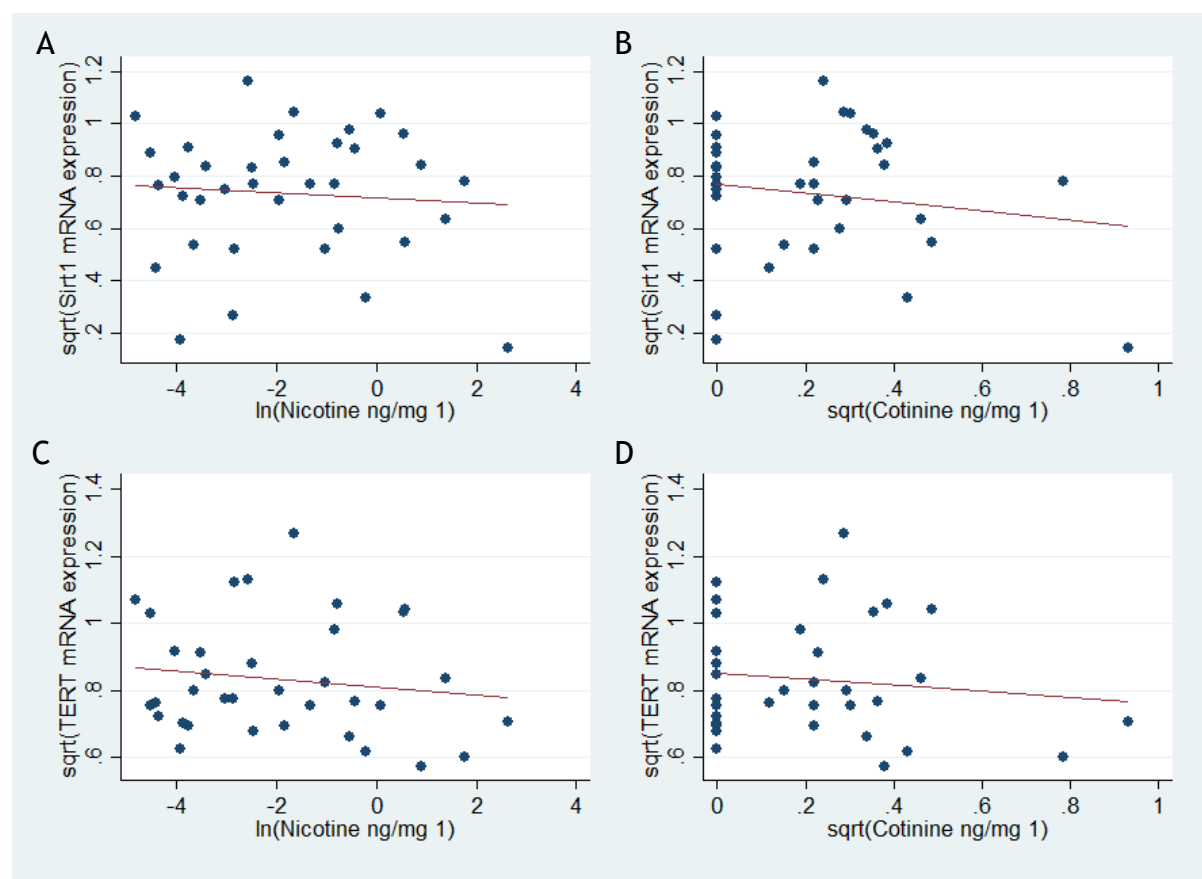 A
B
sqrt(Sirt1 mRNA expression)
1.2
1
.8
.6
.4
.2
-4 -2 0 2 4
ln(Nicotine ng/mg 1)
sqrt(Sirt1 mRNA expression)
1.2
1
.8
.6
.4
.2
0 .2 .4 .6 .8 1
sqrt(Cotinine ng/mg 1)
C
D
sqrt(TERT mRNA expression)
1.4
1.2
1
.8
.6
-4 -2 0 2 4
ln(Nicotine ng/mg 1)
sqrt(TERT mRNA expression)
1.4
1.2
1
.8
.6
0 .2 .4 .6 .8 1
sqrt(Cotinine ng/mg 1)